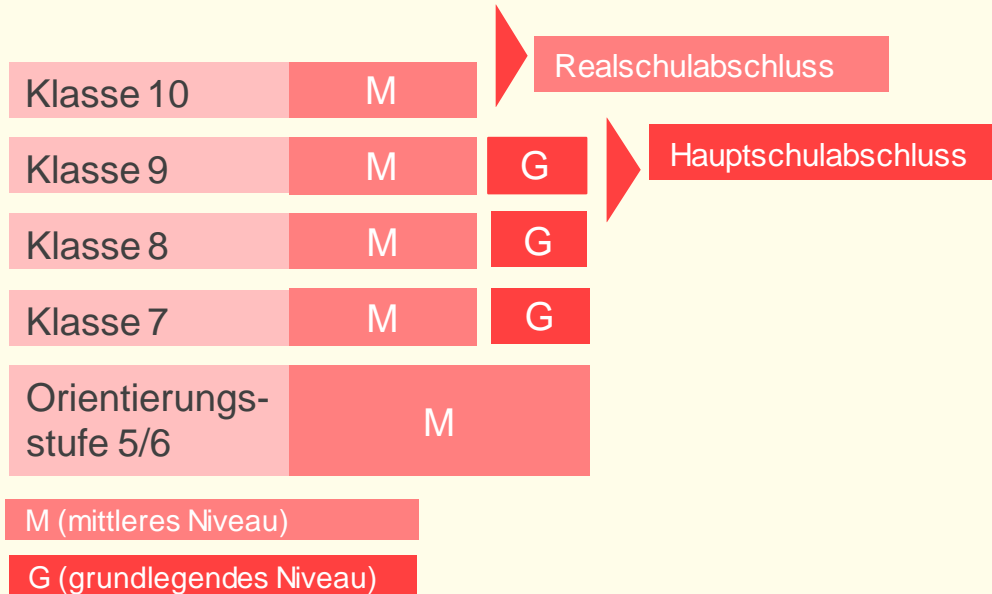 Realschulabschluss
Klasse 10 M
Hauptschulabschluss
Klasse 9 M G
Klasse 8 M G
Klasse 7 M G
Orientierungs-
stufe 5/6
M
M (mittleres Niveau)
G (grundlegendes Niveau)